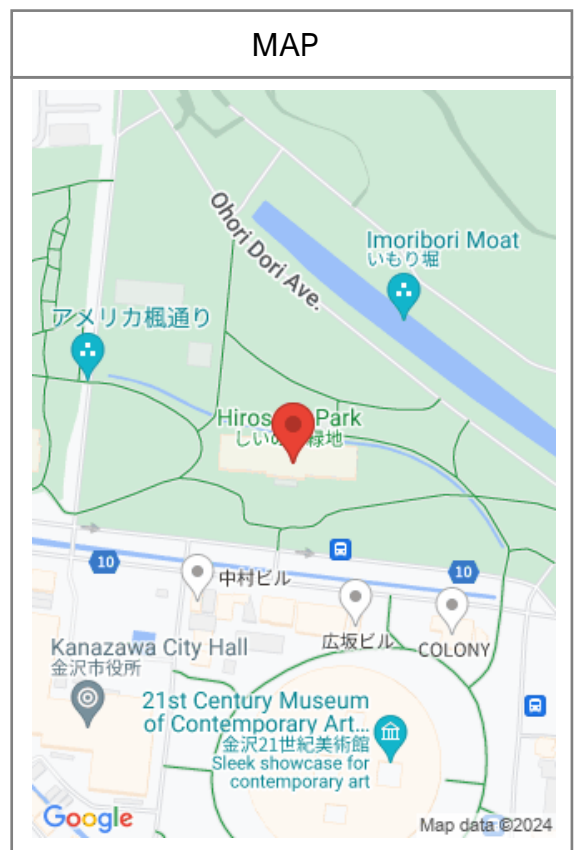 MAP
Ohori Dori Ave.
Imoribori Moat
いもり堀
アメリカ楓通り
Park
緑地
10
10
中村ビル
広坂ビル
COLONY
Kanazawa City Hall
金沢市役所
21st Century Museum
of Contemporary Art...
金沢21世紀美術館
Sleek showcase for
contemporary art
Google
Map data ©2024